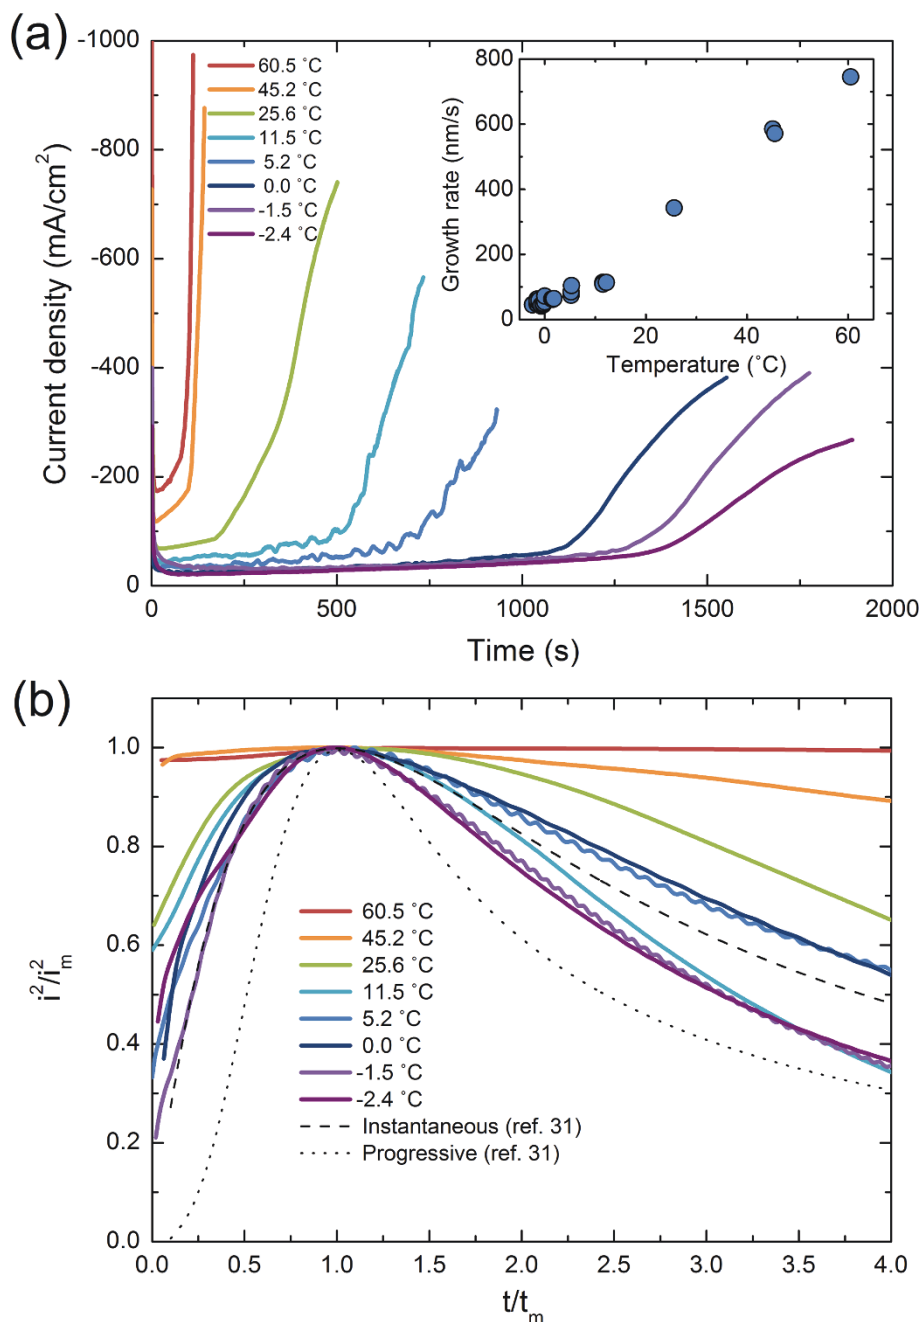 (a)
-1000
-800
-600
-400
-200
0
Current density (mA/cm²)
60.5 ˚C
45.2 ˚C
25.6 ˚C
11.5 ˚C
5.2 ˚C
0.0 ˚C
-1.5 ˚C
-2.4 ˚C
800
600
400
200
0
Growth rate (nm/s)
0 20 40 60
Temperature (˚C)
0 500 1000 1500 2000
Time (s)
(b)
1.0
0.8
0.6
0.4
0.2
0.0
i²/i²m
60.5 ˚C
45.2 ˚C
25.6 ˚C
11.5 ˚C
5.2 ˚C
0.0 ˚C
-1.5 ˚C
-2.4 ˚C
Instantaneous (ref. 31)
Progressive (ref. 31)
0.0 0.5 1.0 1.5 2.0 2.5 3.0 3.5 4.0
t/tm